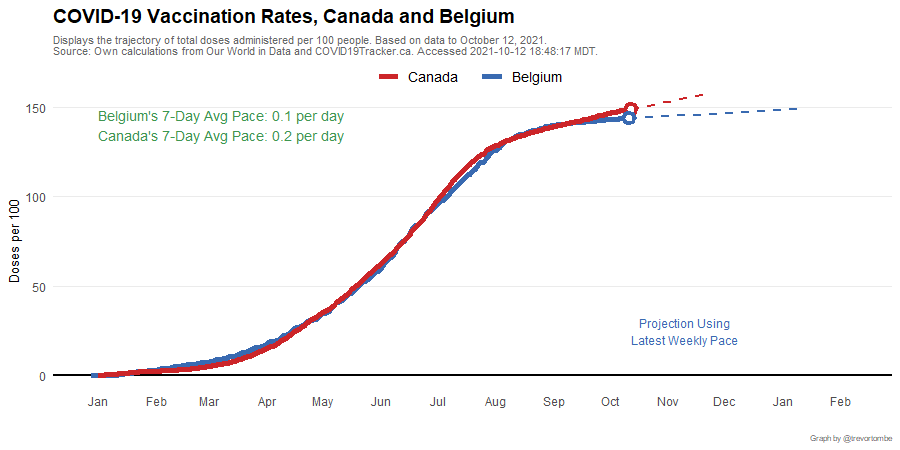 COVID-19 Vaccination Rates, Canada and Belgium
Displays the trajectory of total doses administered per 100 people. Based on data to October 12, 2021.
Source: Own calculations from Our World in Data and COVID19Tracker.ca. Accessed 2021-10-12 18:48:17 MDT.
Canada Belgium
Belgium's 7-Day Avg Pace: 0.1 per day
Canada's 7-Day Avg Pace: 0.2 per day
Doses per 100
150
100
50
0
Projection Using
Latest Weekly Pace
Jan Feb Mar Apr May Jun Jul Aug Sep Oct Nov Dec Jan Feb
Graph by @trevortombe